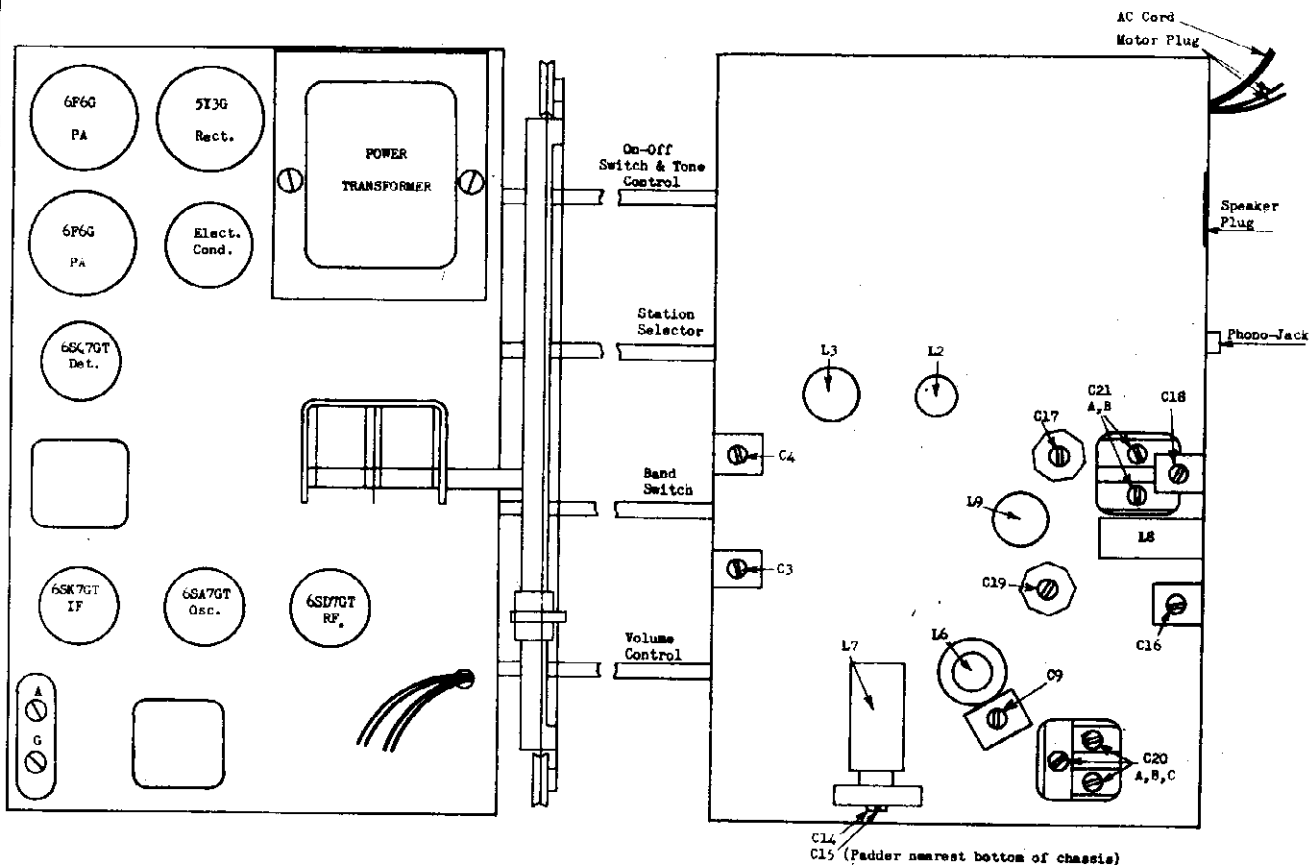 AC Cord
Motor Plug
6F6G
PA
5Y3G
Rect.
POWER
TRANSFORMER
On-Off
Switch & Tone
Control
6F6G
PA
Elect.
Cond.
Speaker
Plug
Station
Selector
6SQ7GT
Det.
Phono-Jack
L3
L2
C21
A,B
C18
C17
C4
Band
Switch
L9
L8
C3
6SK7GT
IF
6SA7GT
Osc.
6SD7GT
RF.
C19
C16
Volume
Control
L7
L6
C9
A
G
C20
A,B,C
C14
C15 (Padder nearest bottom of chassis)